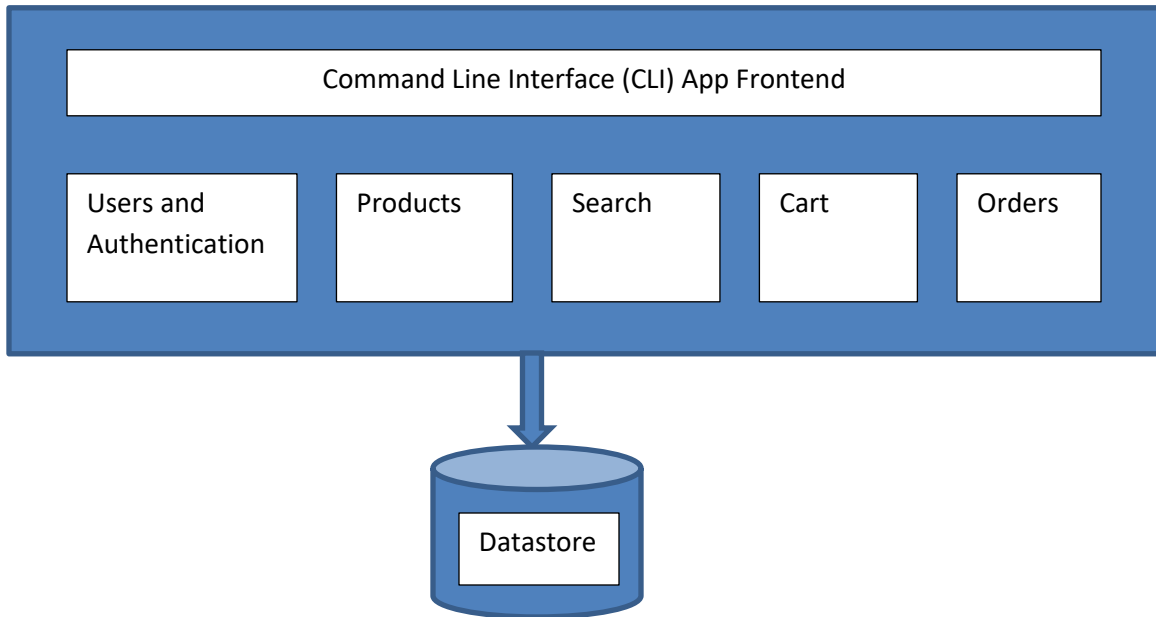 Command Line Interface (CLI) App Frontend
Users and
Authentication
Products
Search
Cart
Orders
Datastore